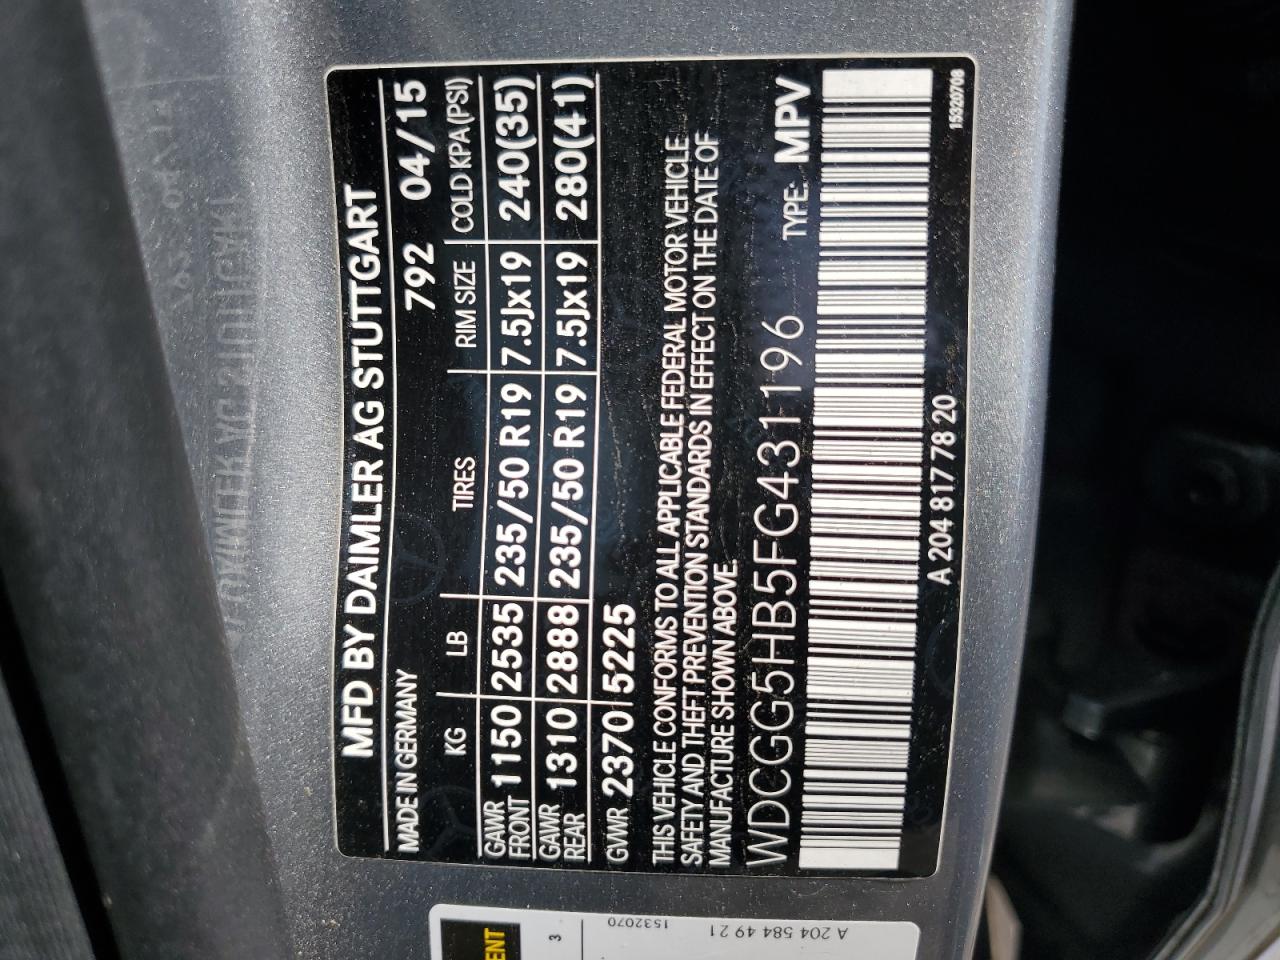 MFD BY DAIMLER AG STUTTGART
MADE IN GERMANY 792 04/15
KG LB TIRES RIM SIZE COLD KPA(PSI)
GAWR FRONT 1150 2535 235/50 R19 7.5Jx19 240(35)
GAWR REAR 1310 2888 235/50 R19 7.5Jx19 280(41)
GVWR 2370 5225
THIS VEHICLE CONFORMS TO ALL APPLICABLE FEDERAL MOTOR VEHICLE
SAFETY AND THEFT PREVENTION STANDARDS IN EFFECT ON THE DATE OF
MANUFACTURE SHOWN ABOVE.
WDCGG5HB5FG431196 TYPE: MPV
A 204 817 78 20
15320708
ENT
3
1532070
A 204 584 49 21